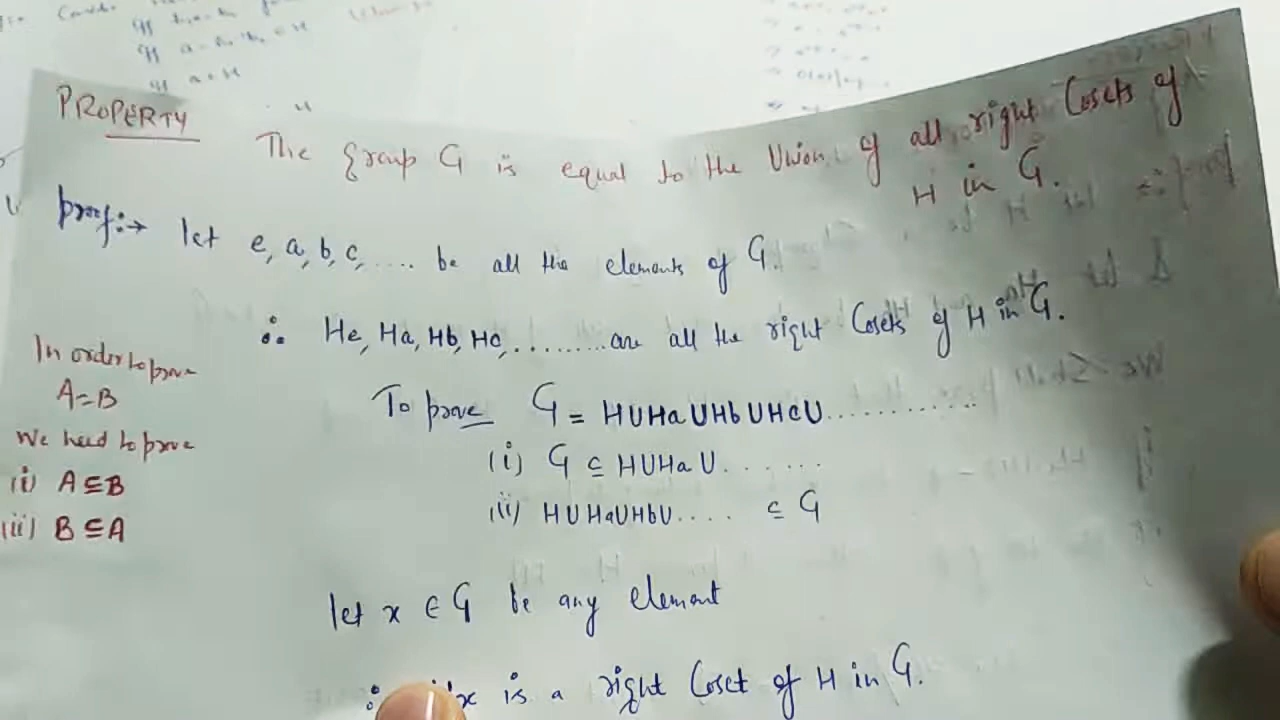 PROPERTY
The group G is equal to the Union of all right Cosets of
H in G.
proof:→ let e, a, b, c, .... be all the elements of G.
∴ He, Ha, Hb, Hc, ......... are all the right Cosets of H in G.
To prove G = HUHaUHbUHcU............
(i) G ⊆ HUHaU.......
(ii) HUHaUHbU.... ⊆ G
In order to prove
A=B
We need to prove
(i) A⊆B
(ii) B⊆A
let x ∈ G be any element
∴ x is a right Coset of H in G.